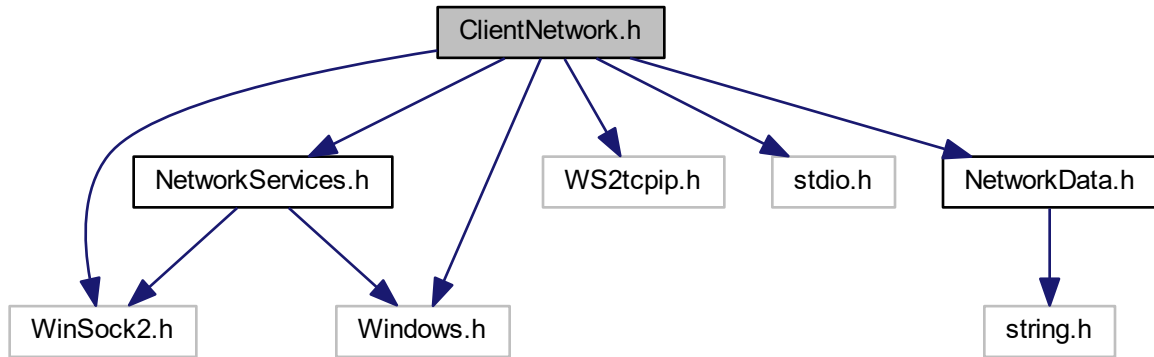 ClientNetwork.h
NetworkServices.h
WS2tcpip.h
stdio.h
NetworkData.h
WinSock2.h
Windows.h
string.h